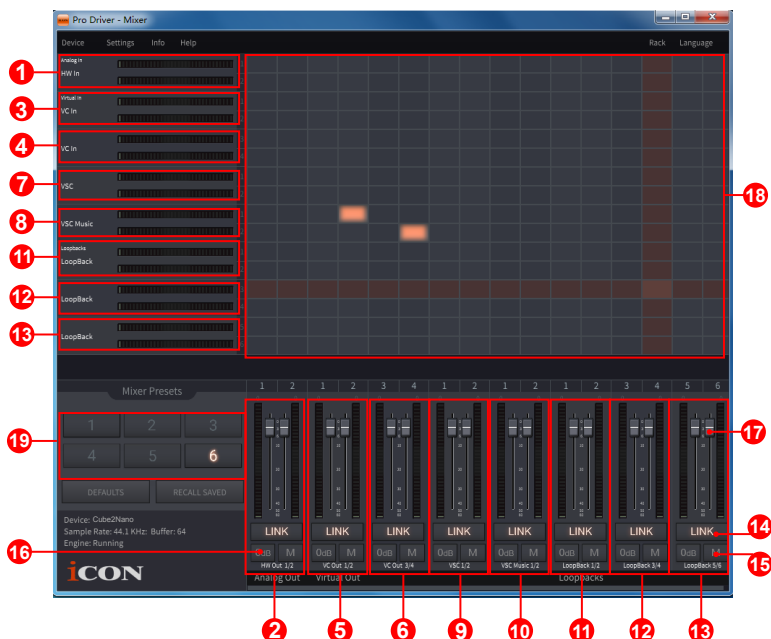 Pro Driver - Mixer
Device Settings Info Help Rack Language
Analog In
1 HW In
Virtual In
3 VC In
4 VC In
7 VSC
18
8 VSC Music
Loopbacks
11 LoopBack
12 LoopBack
13 LoopBack
1 2 1 2 3 4 1 2 1 2 1 2 3 4 5 6
Mixer Presets
19 1 2 3
17
4 5 6
DEFAULTS RECALL SAVED
Device: Cube2Nano
Sample Rate: 44.1 KHz: Buffer: 64
Engine: Running
LINK LINK LINK LINK LINK LINK LINK LINK 14
16 0dB M 0dB M 0dB M 0dB M 0dB M 0dB M 0dB M 0dB M 15
HW Out 1/2 VC Out 1/2 VC Out 3/4 VSC 1/2 VSC Music 1/2 LoopBack 1/2 LoopBack 3/4 LoopBack 5/6
iCON
Analog Out Virtual Out Loopbacks
2 5 6 9 10 11 12 13